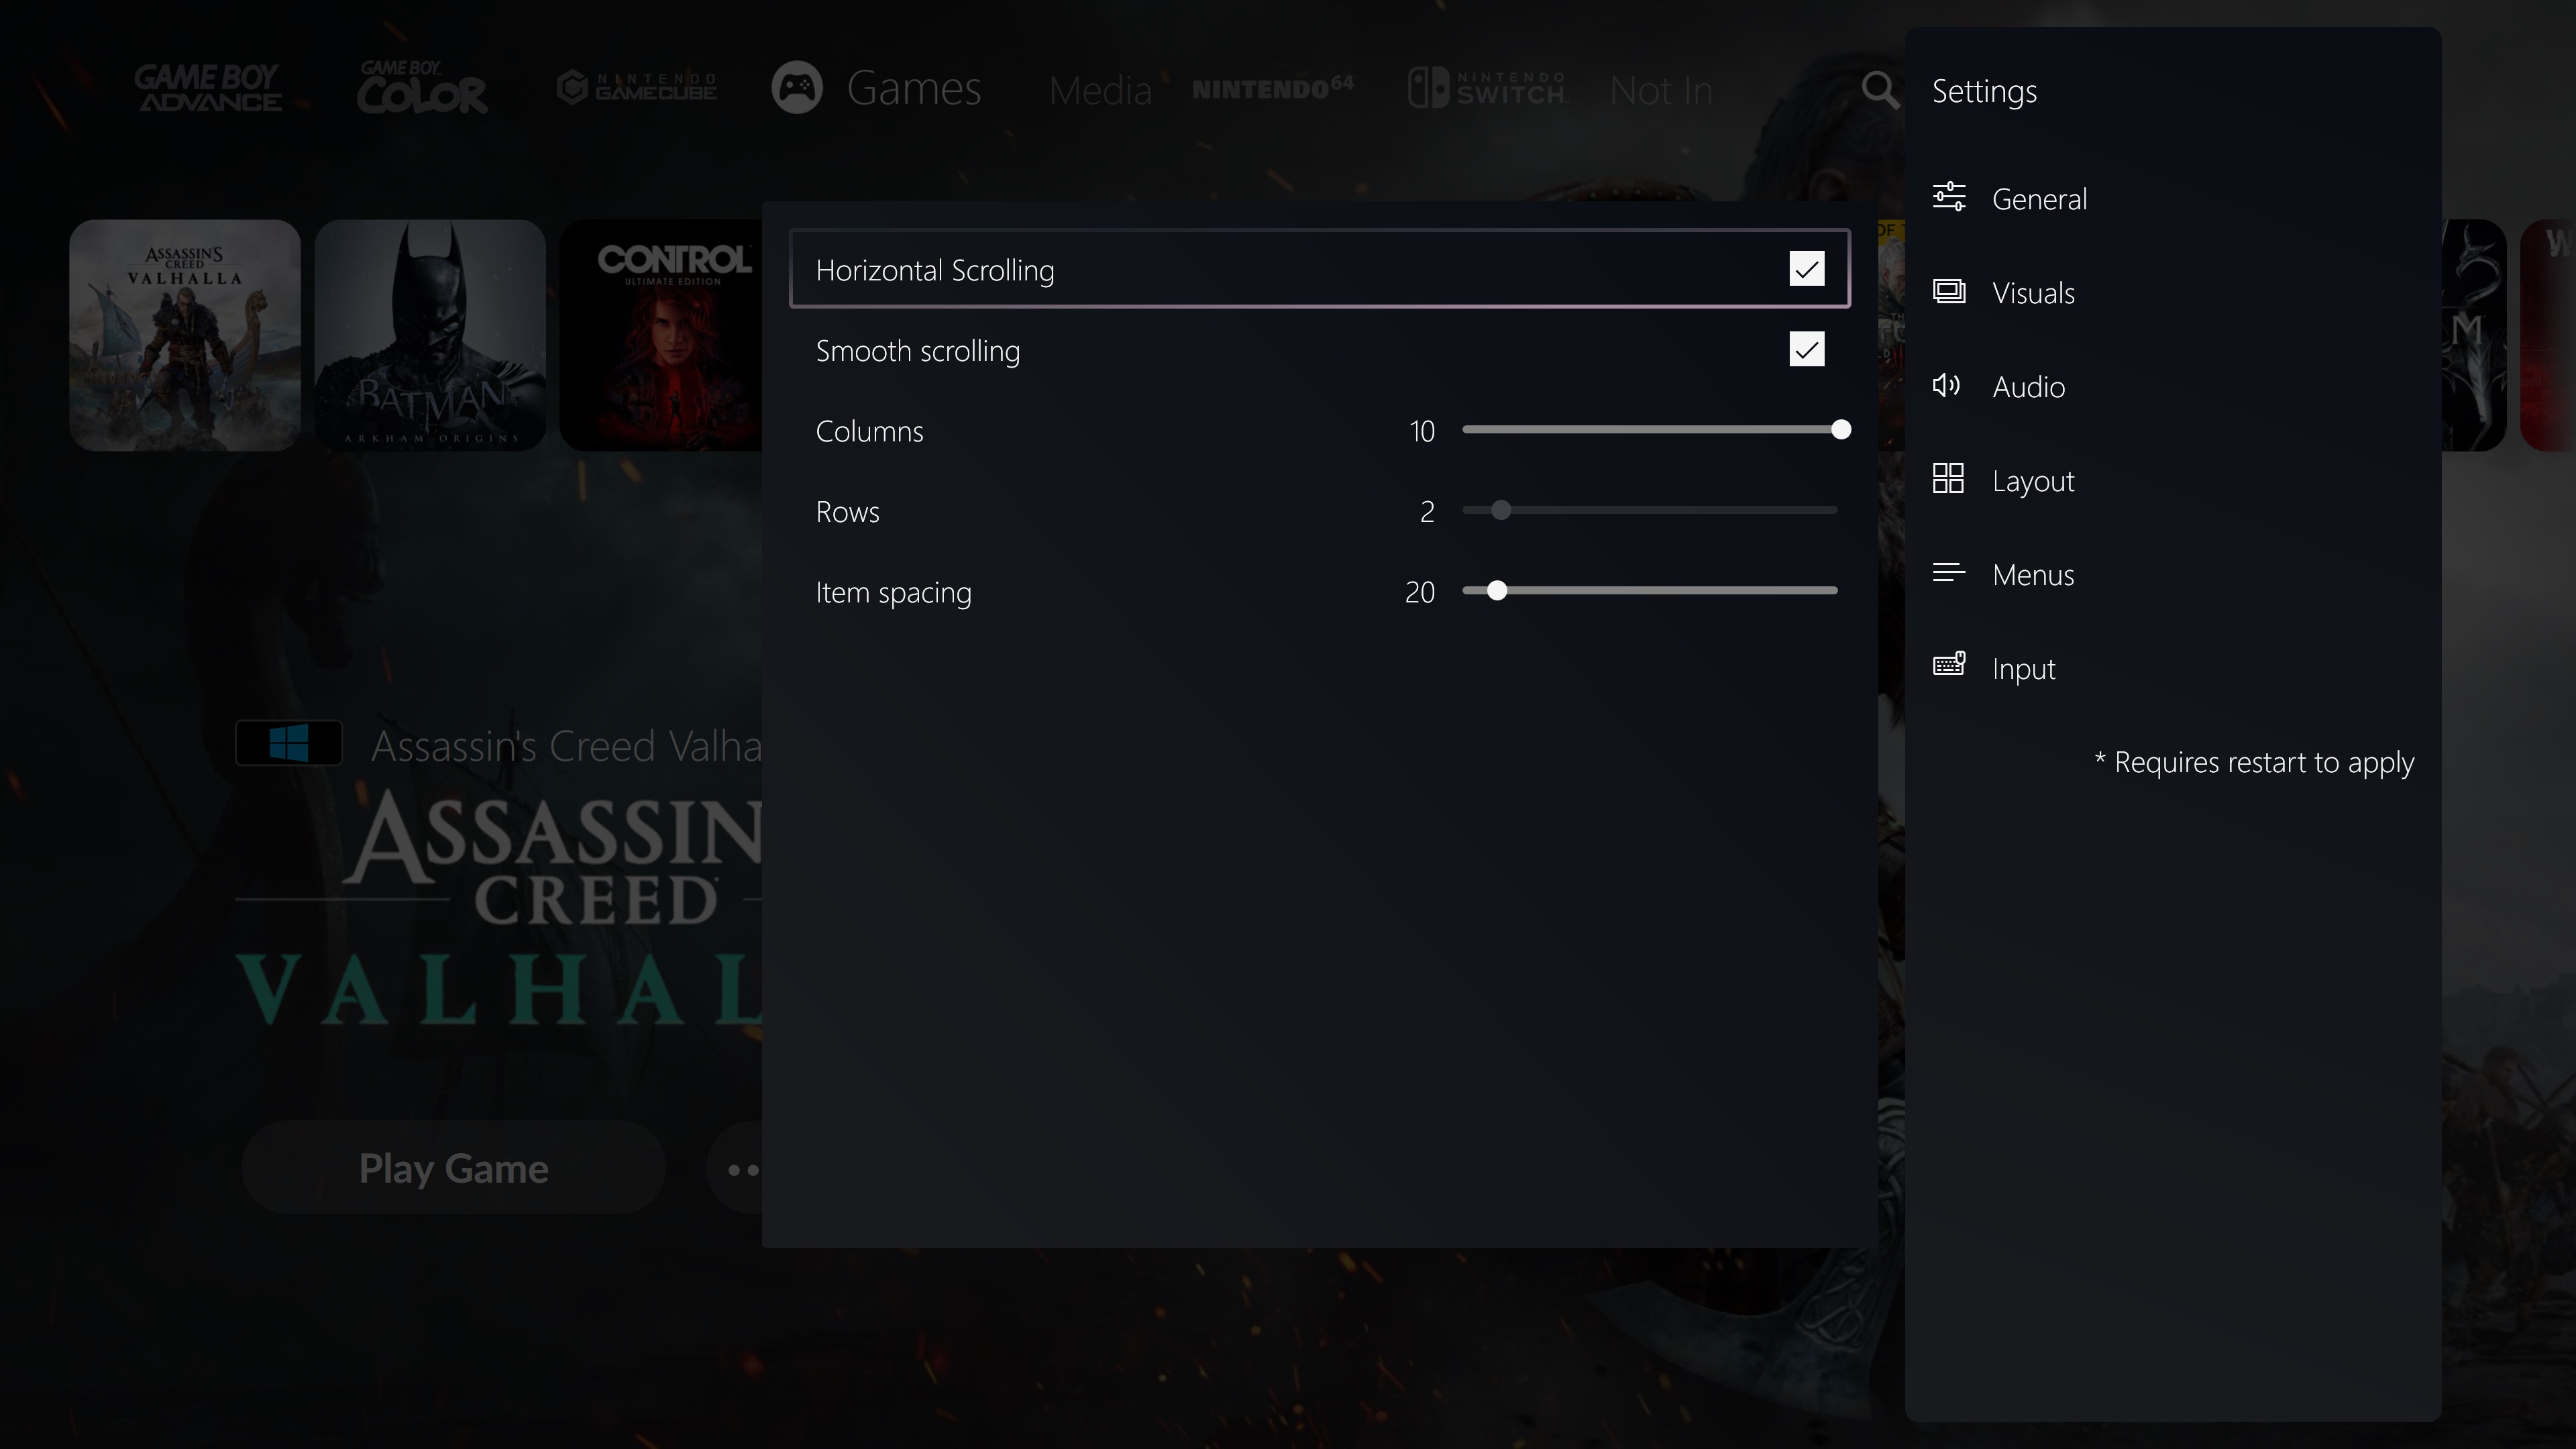 GAME BOY
ADVANCE
GAME BOY
COLOR
NINTENDO
GAMECUBE
Games
Media
NINTENDO64
NINTENDO
SWITCH
Not In
Settings
ASSASSIN'S
CREED
VALHALLA
BATMAN
ARKHAM ORIGINS
CONTROL
ULTIMATE EDITION
OF T
W
M
Horizontal Scrolling
Smooth scrolling
Columns 10
Rows 2
Item spacing 20
General
Visuals
Audio
Layout
Menus
Input
* Requires restart to apply
Assassin's Creed Valha
ASSASSIN
CREED
VALHAL
Play Game